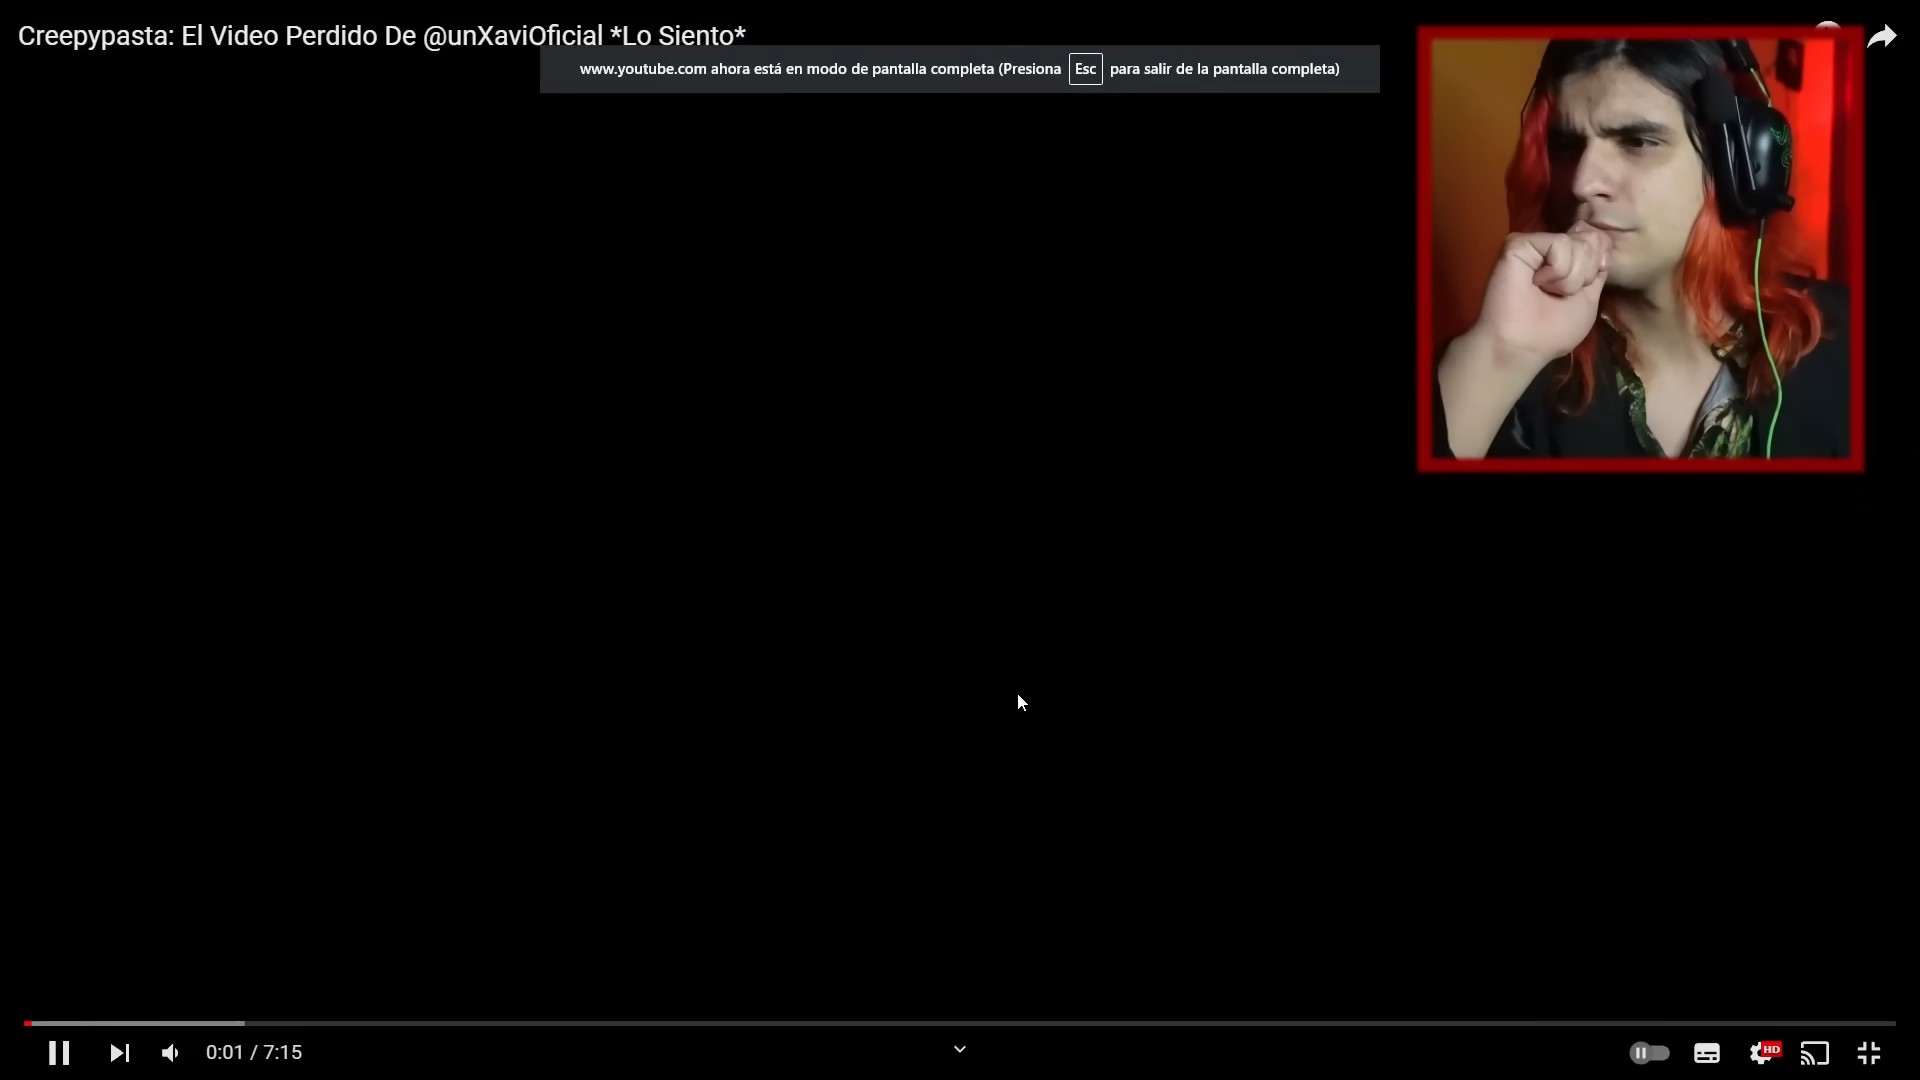 Creepypasta: El Video Perdido De @unXaviOficial *Lo Siento*
www.youtube.com ahora está en modo de pantalla completa (Presiona Esc para salir de la pantalla completa)
0:01 / 7:15
HD